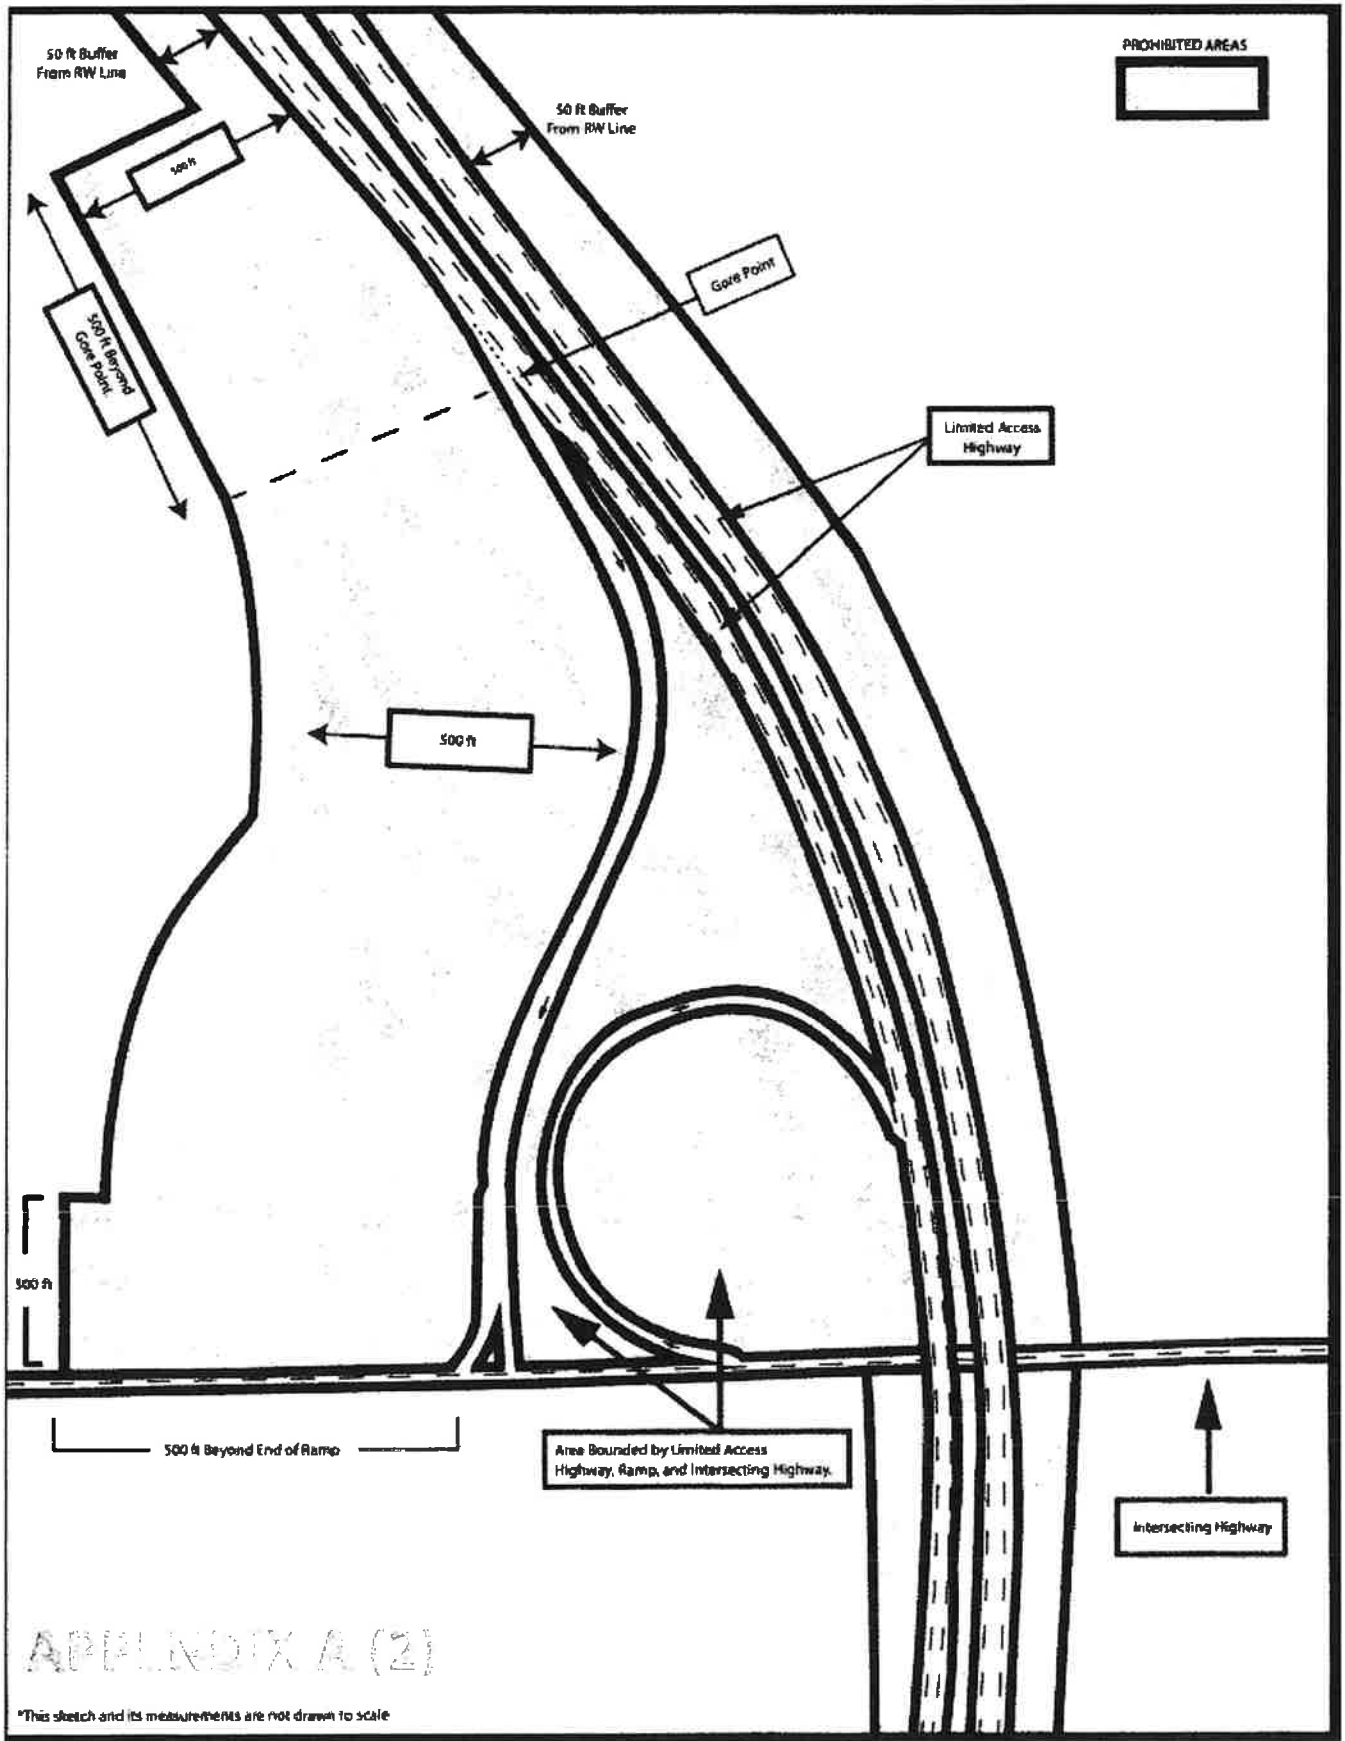 50 ft Buffer
From RW Line
PROHIBITED AREAS
50 ft Buffer
From RW Line
500 ft
Gore Point
500 ft Beyond
Gore Point.
Limited Access
Highway
500 ft
500 ft
500 ft Beyond End of Ramp
Area Bounded by Limited Access
Highway, Ramp, and Intersecting Highway.
Intersecting Highway
APPENDIX A (2)
*This sketch and its measurements are not drawn to scale